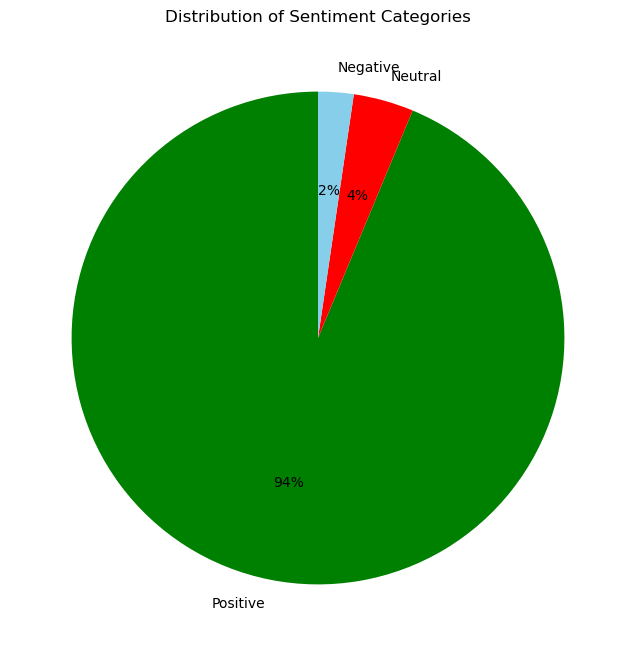 Distribution of Sentiment Categories
Negative
Neutral
2%
4%
94%
Positive